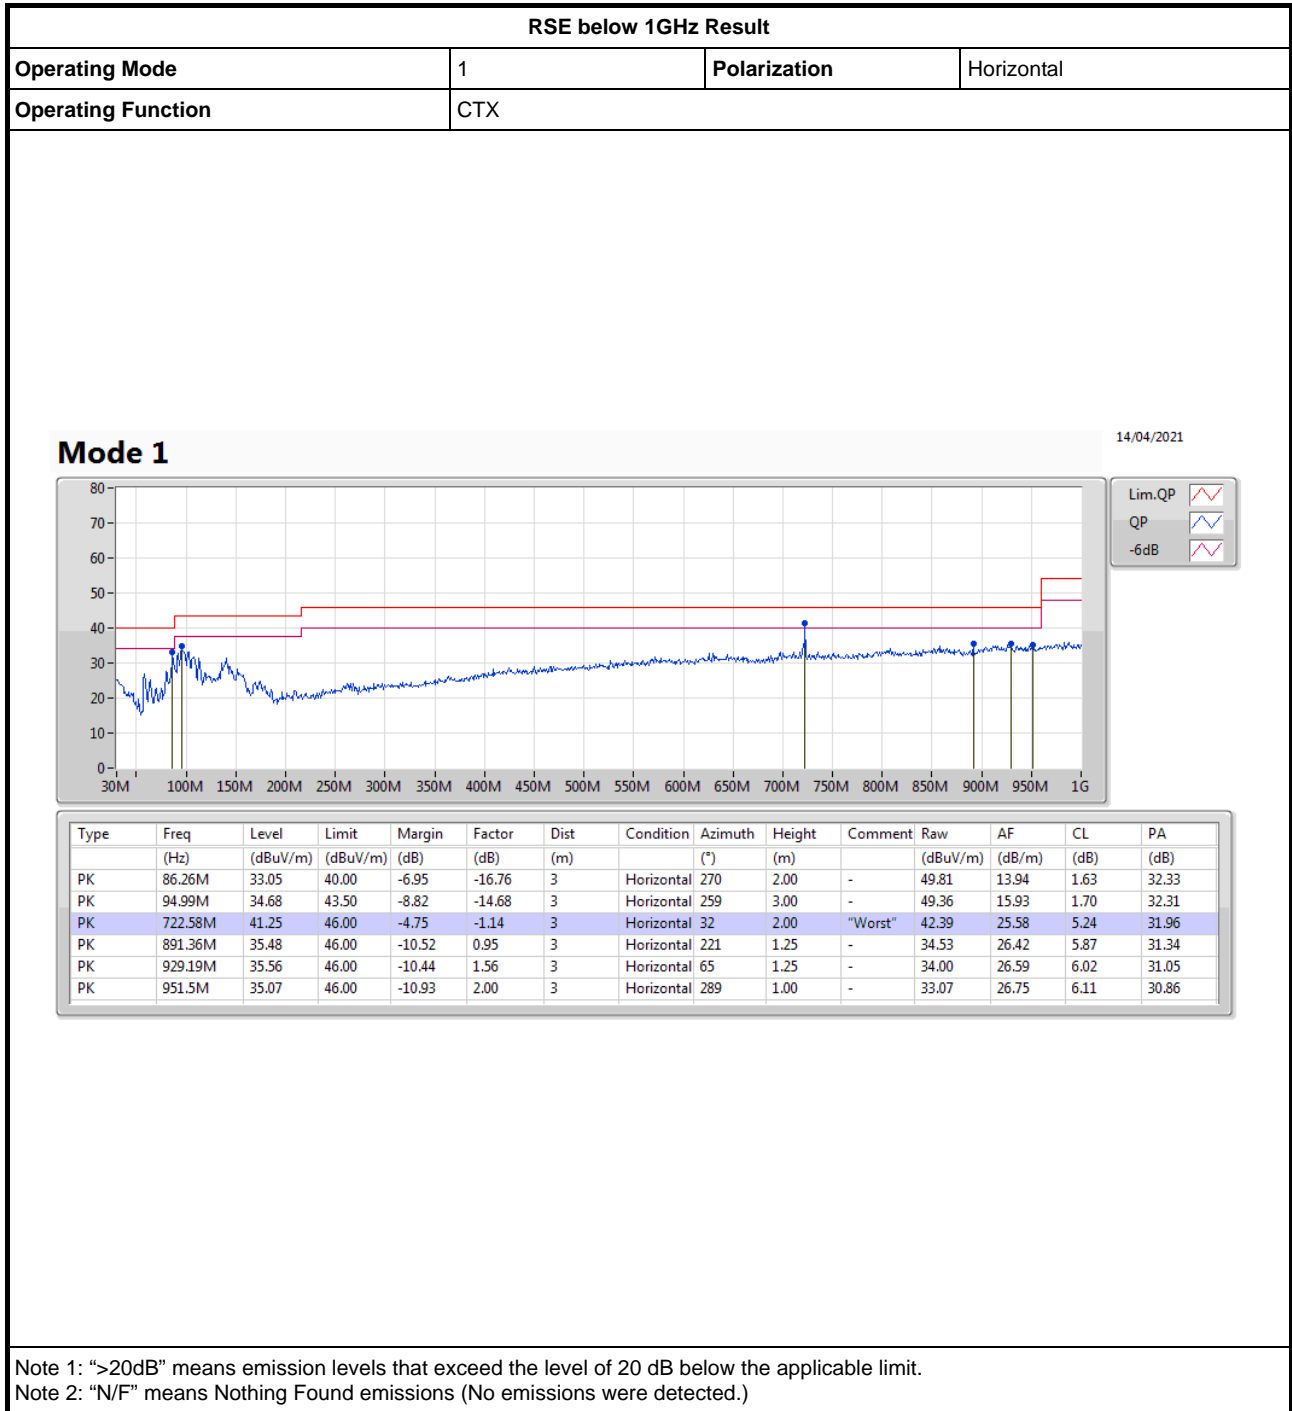 RSE below 1GHz Result
Operating Mode 1 Polarization Horizontal
Operating Function CTX
14/04/2021
Mode 1
Lim.QP
QP
-6dB
80
70
60
50
40
30
20
10
0
30M 100M 150M 200M 250M 300M 350M 400M 450M 500M 550M 600M 650M 700M 750M 800M 850M 900M 950M 1G
Type Freq Level Limit Margin Factor Dist Condition Azimuth Height Comment Raw AF CL PA
(Hz) (dBuV/m) (dBuV/m) (dB) (dB) (m) (°) (m) (dBuV/m) (dB/m) (dB) (dB)
PK 86.26M 33.05 40.00 -6.95 -16.76 3 Horizontal 270 2.00 - 49.81 13.94 1.63 32.33
PK 94.99M 34.68 43.50 -8.82 -14.68 3 Horizontal 259 3.00 - 49.36 15.93 1.70 32.31
PK 722.58M 41.25 46.00 -4.75 -1.14 3 Horizontal 32 2.00 "Worst" 42.39 25.58 5.24 31.96
PK 891.36M 35.48 46.00 -10.52 0.95 3 Horizontal 221 1.25 - 34.53 26.42 5.87 31.34
PK 929.19M 35.56 46.00 -10.44 1.56 3 Horizontal 65 1.25 - 34.00 26.59 6.02 31.05
PK 951.5M 35.07 46.00 -10.93 2.00 3 Horizontal 289 1.00 - 33.07 26.75 6.11 30.86
Note 1: “>20dB” means emission levels that exceed the level of 20 dB below the applicable limit.
Note 2: “N/F” means Nothing Found emissions (No emissions were detected.)